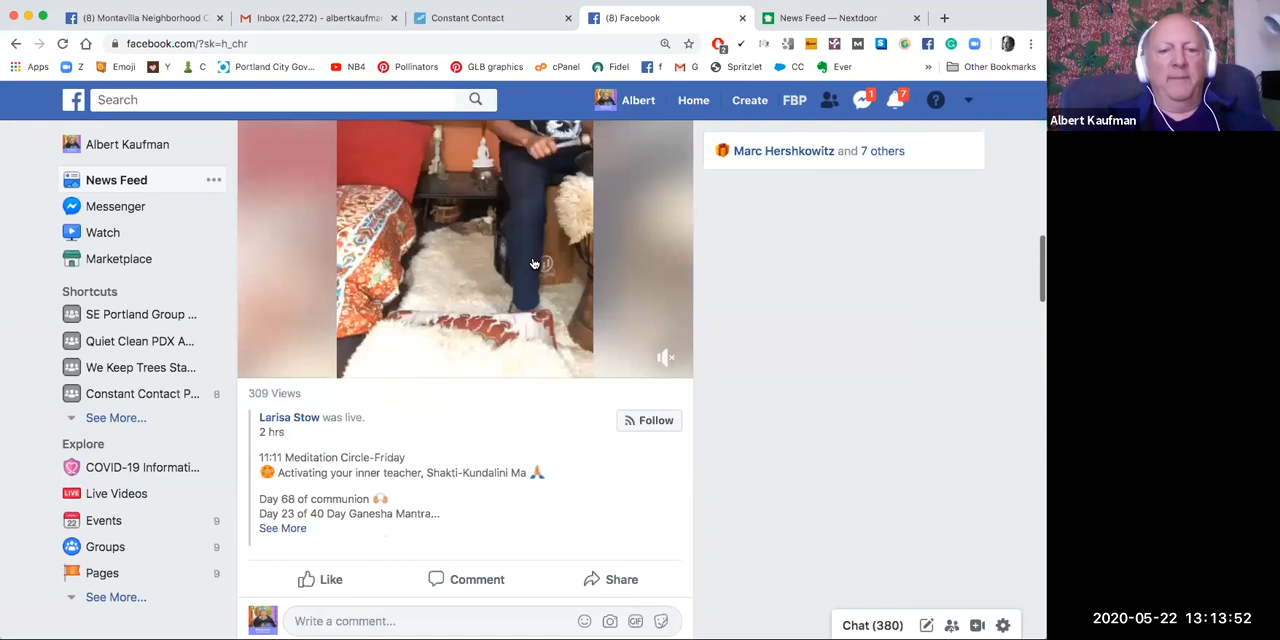 (8) Montavilla Neighborhood C
Inbox (22,272) - albertkaufma
Constant Contact
(8) Facebook
News Feed — Nextdoor
facebook.com/?sk=h_chr
2
Apps
Z
Emoji
Y
C
Portland City Gov...
NB4
Pollinators
GLB graphics
cPanel
Fidel
f
G
Spritzlet
CC
Ever
»
Other Bookmarks
Search
Albert
Home
Create
FBP
1
7
Albert Kaufman
Albert Kaufman
Marc Hershkowitz and 7 others
News Feed
Messenger
Watch
Marketplace
Shortcuts
SE Portland Group ...
Quiet Clean PDX A...
We Keep Trees Sta...
Constant Contact P... 8
See More...
Explore
COVID-19 Informati...
LIVE Live Videos
22 Events 9
Groups 9
Pages 9
See More...
309 Views
Larisa Stow was live.
2 hrs
Follow
11:11 Meditation Circle-Friday
Activating your inner teacher, Shakti-Kundalini Ma
Day 68 of communion
Day 23 of 40 Day Ganesha Mantra...
See More
Like
Comment
Share
Write a comment...
GIF
Chat (380)
2020-05-22 13:13:52